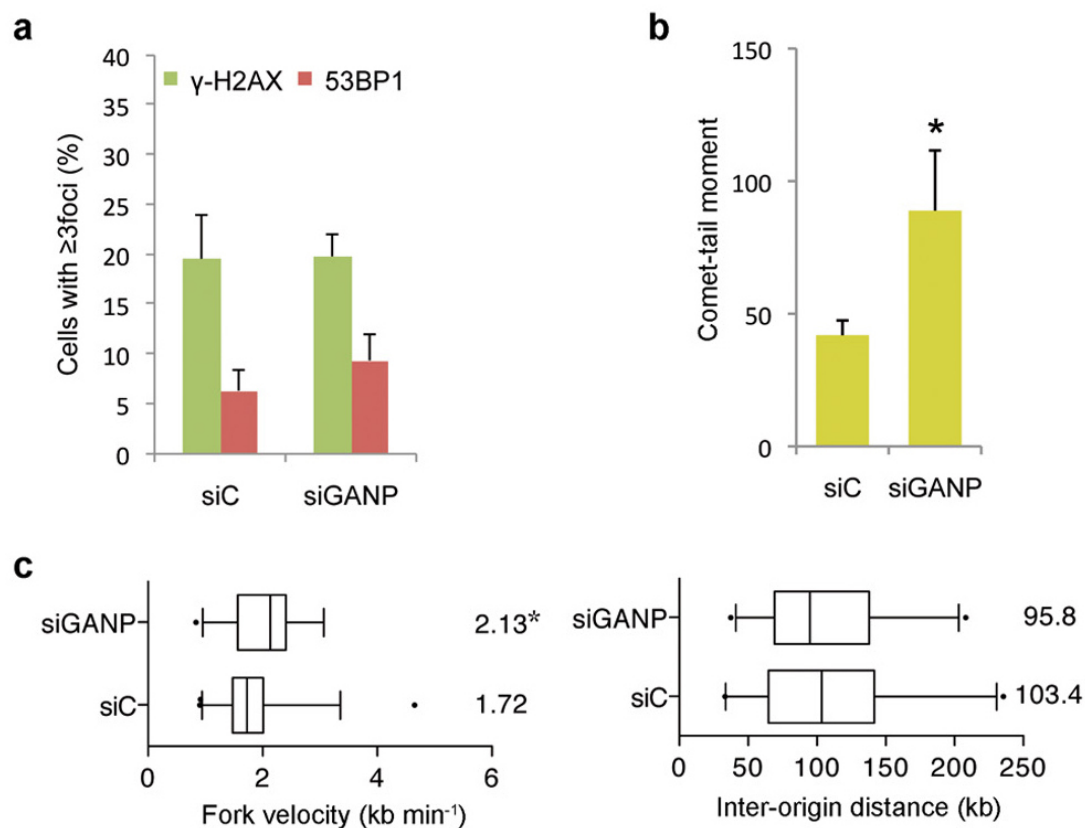 a
40
35
30
25
20
15
10
5
0
Cells with ≥3foci (%)
γ-H2AX 53BP1
siC siGANP
b
150
100
50
0
Comet-tail moment
*
siC siGANP
c
siGANP 2.13*
siC 1.72
0 2 4 6
Fork velocity (kb min⁻¹)
siGANP 95.8
siC 103.4
0 50 100 150 200 250
Inter-origin distance (kb)